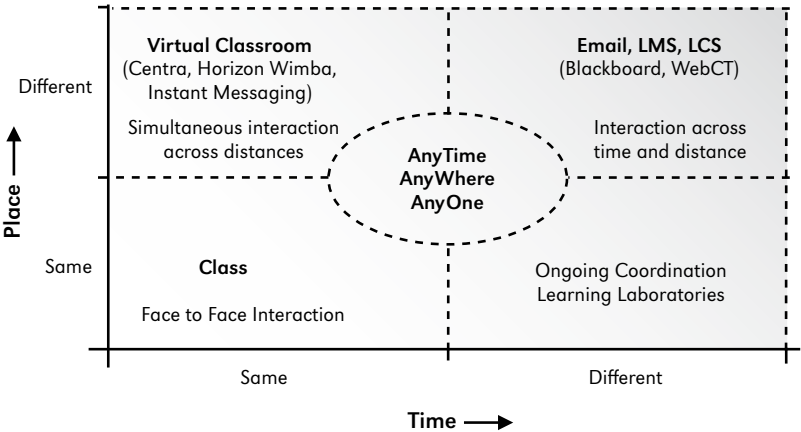 Virtual Classroom
(Centra, Horizon Wimba,
Instant Messaging)
Simultaneous interaction
across distances
Email, LMS, LCS
(Blackboard, WebCT)
Interaction across
time and distance
AnyTime
AnyWhere
AnyOne
Class
Face to Face Interaction
Ongoing Coordination
Learning Laboratories
Different
Same
Place
Same
Different
Time